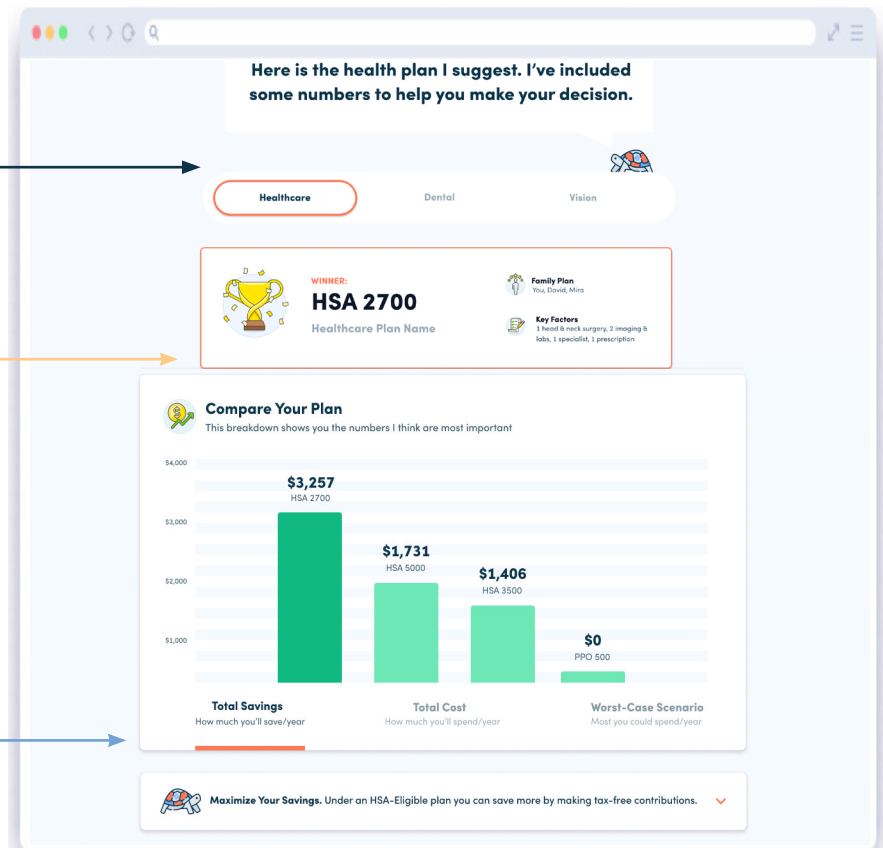 Here is the health plan I suggest. I've included
some numbers to help you make your decision.
Healthcare
Dental
Vision
WINNER:
HSA 2700
Healthcare Plan Name
Family Plan
You, David, Mira
Key Factors
1 head & neck surgery, 2 imaging &
labs, 1 specialist, 1 prescription
Compare Your Plan
This breakdown shows you the numbers I think are most important
$4,000
$3,000
$2,000
$1,000
$3,257
HSA 2700
$1,731
HSA 5000
$1,406
HSA 3500
$0
PPO 500
Total Savings
How much you'll save/year
Total Cost
How much you'll spend/year
Worst-Case Scenario
Most you could spend/year
Maximize Your Savings. Under an HSA-Eligible plan you can save more by making tax-free contributions.